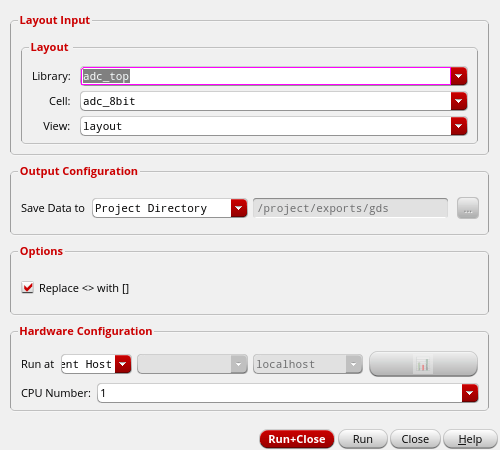 Layout Input
Layout
Library: adc_top
Cell: adc_8bit
View: layout
Output Configuration
Save Data to Project Directory /project/exports/gds ...
Options
Replace <> with []
Hardware Configuration
Run at ent Host localhost
CPU Number: 1
Run+Close Run Close Help